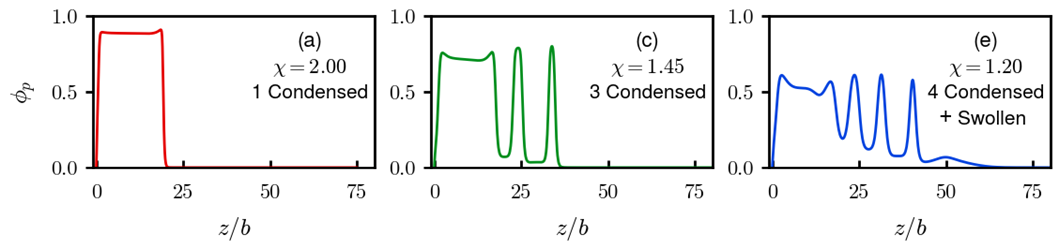 1.0
0.5
0.0
ϕ_p
0
25
50
75
z/b
(a)
χ = 2.00
1 Condensed
1.0
0.5
0.0
0
25
50
75
z/b
(c)
χ = 1.45
3 Condensed
1.0
0.5
0.0
0
25
50
75
z/b
(e)
χ = 1.20
4 Condensed
+ Swollen